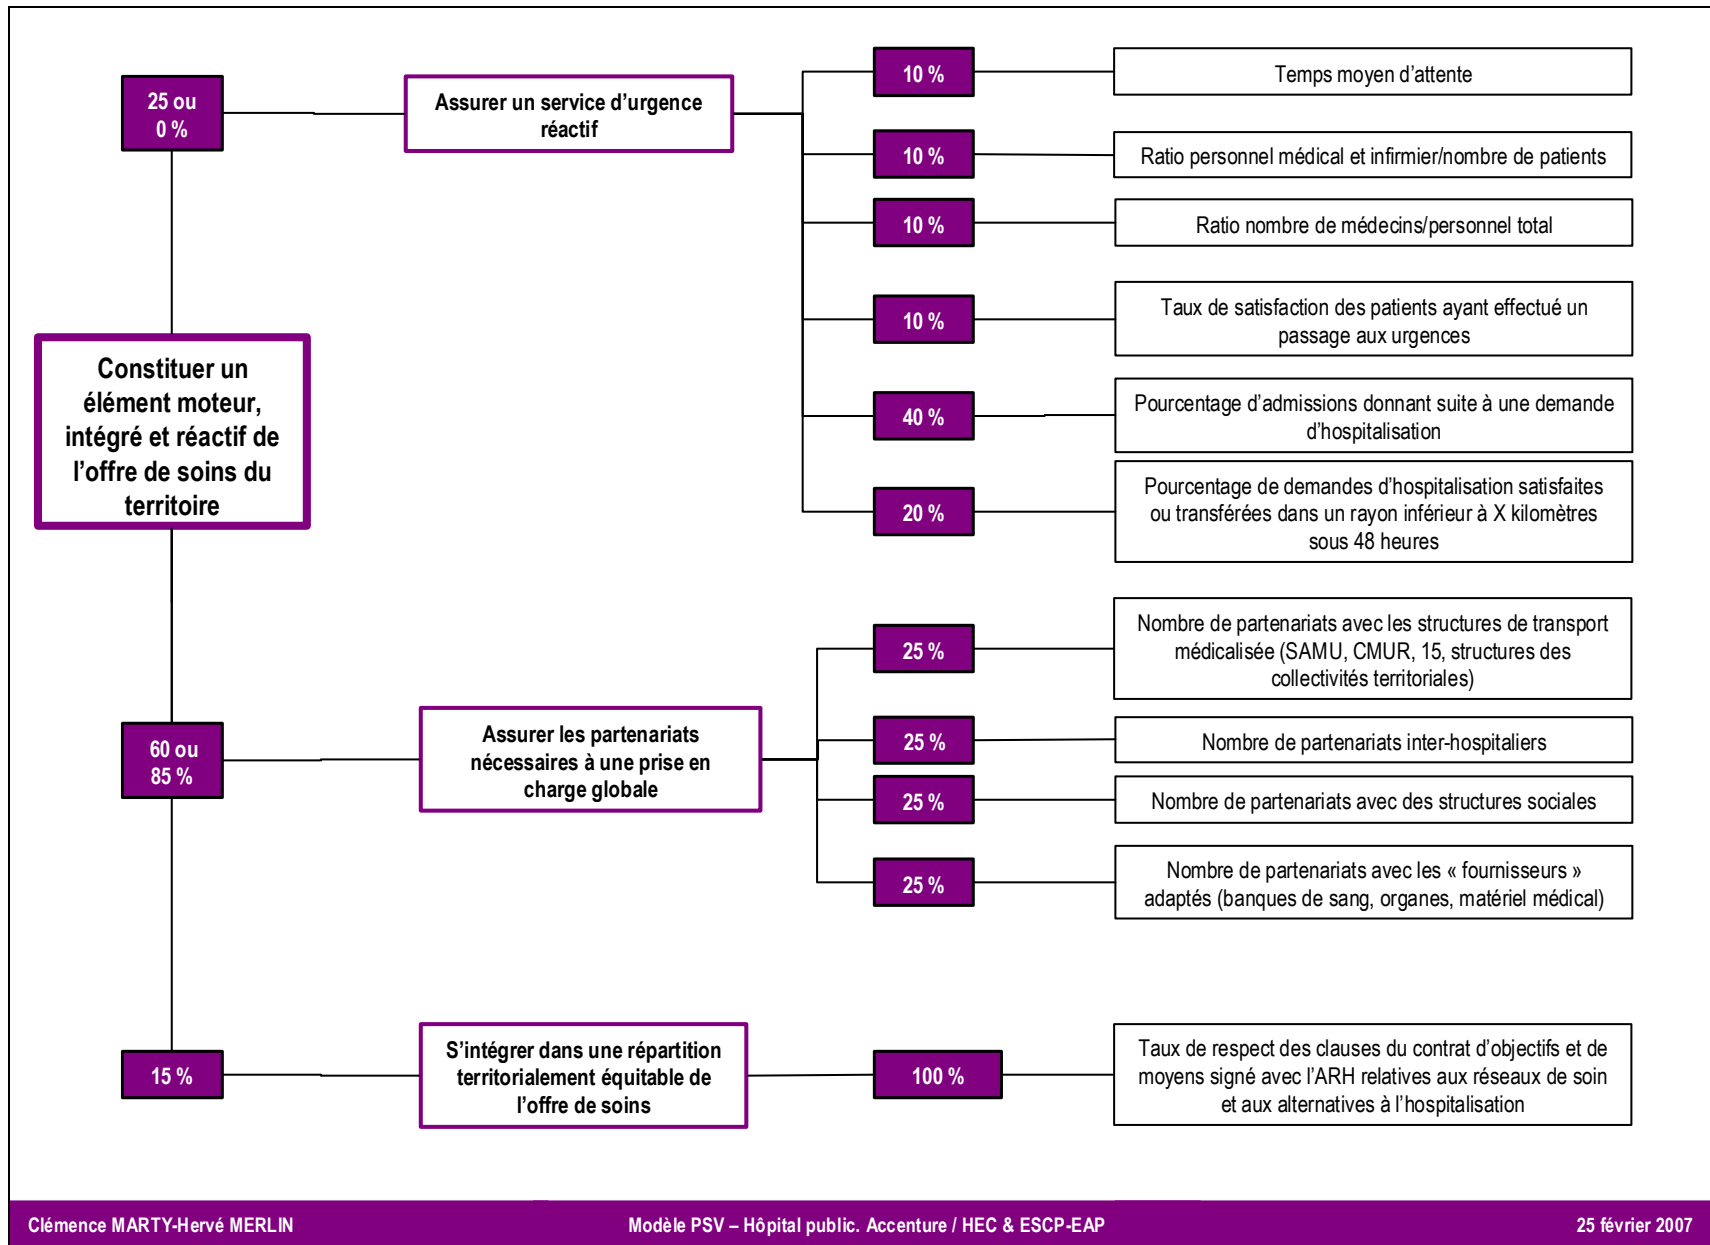 25 ou
0 %
Assurer un service d'urgence
réactif
10 %
Temps moyen d'attente
10 %
Ratio personnel médical et infirmier/nombre de patients
10 %
Ratio nombre de médecins/personnel total
10 %
Taux de satisfaction des patients ayant effectué un
passage aux urgences
40 %
Pourcentage d'admissions donnant suite à une demande
d'hospitalisation
20 %
Pourcentage de demandes d'hospitalisation satisfaites
ou transférées dans un rayon inférieur à X kilomètres
sous 48 heures
Constituer un
élément moteur,
intégré et réactif de
l'offre de soins du
territoire
60 ou
85 %
Assurer les partenariats
nécessaires à une prise en
charge globale
25 %
Nombre de partenariats avec les structures de transport
médicalisée (SAMU, CMUR, 15, structures des
collectivités territoriales)
25 %
Nombre de partenariats inter-hospitaliers
25 %
Nombre de partenariats avec des structures sociales
25 %
Nombre de partenariats avec les « fournisseurs »
adaptés (banques de sang, organes, matériel médical)
15 %
S'intégrer dans une répartition
territorialement équitable de
l'offre de soins
100 %
Taux de respect des clauses du contrat d'objectifs et de
moyens signé avec l'ARH relatives aux réseaux de soin
et aux alternatives à l'hospitalisation
Clémence MARTY-Hervé MERLIN
Modèle PSV – Hôpital public. Accenture / HEC & ESCP-EAP
25 février 2007